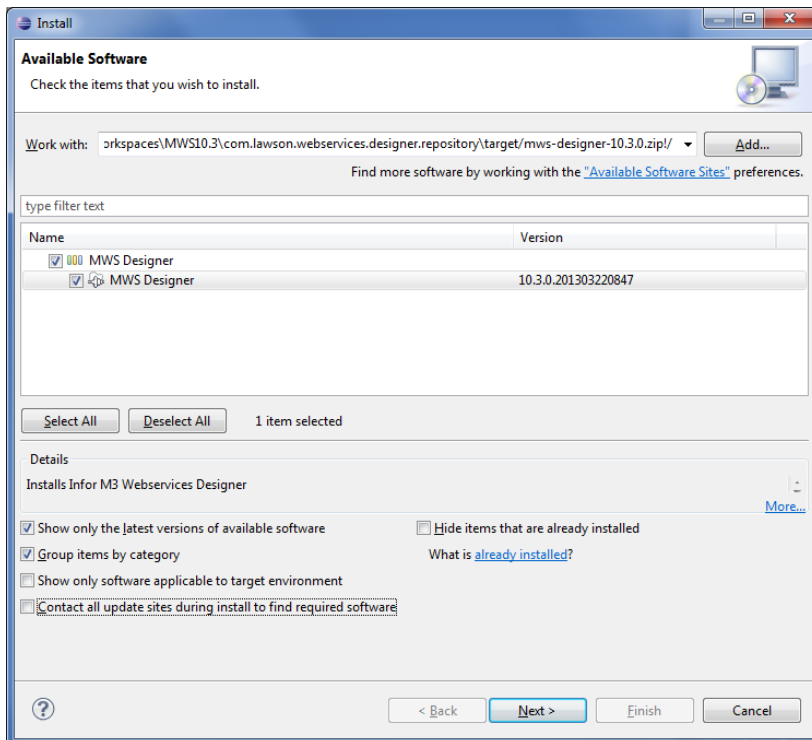 Install
Available Software
Check the items that you wish to install.
Work with: orkspaces\MWS10.3\com.lawson.webservices.designer.repository\target/mws-designer-10.3.0.zip!/ Add...
Find more software by working with the "Available Software Sites" preferences.
type filter text
Name Version
MWS Designer
MWS Designer 10.3.0.201303220847
Select All Deselect All 1 item selected
Details
Installs Infor M3 Webservices Designer
More...
Show only the latest versions of available software Hide items that are already installed
Group items by category What is already installed?
Show only software applicable to target environment
Contact all update sites during install to find required software
? < Back Next > Finish Cancel